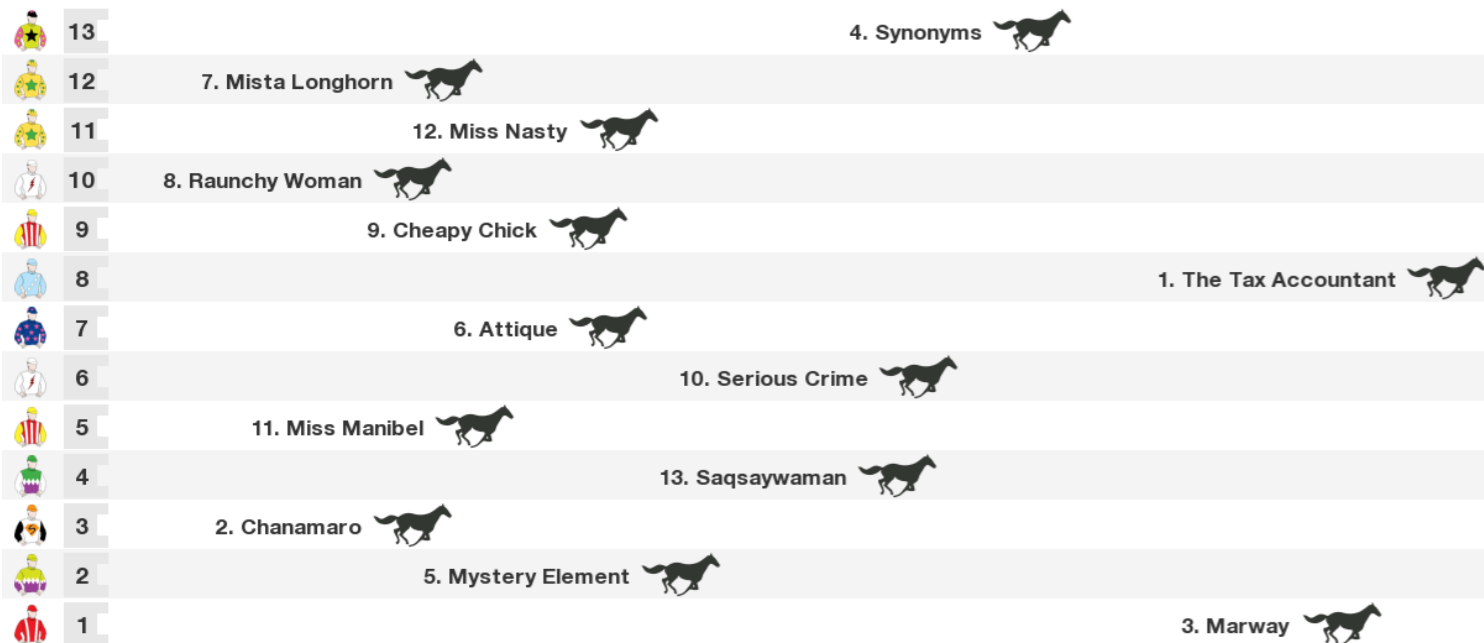 13 4. Synonyms
12 7. Mista Longhorn
11 12. Miss Nasty
10 8. Raunchy Woman
9 9. Cheapy Chick
8 1. The Tax Accountant
7 6. Attique
6 10. Serious Crime
5 11. Miss Manibel
4 13. Saqsaywaman
3 2. Chanamaro
2 5. Mystery Element
1 3. Marway